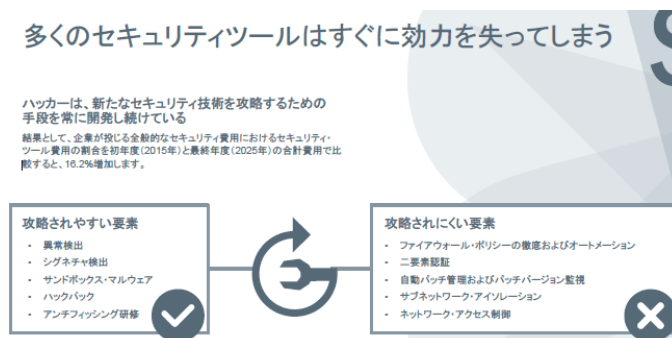 多くのセキュリティツールはすぐに効力を失ってしまう
ハッカーは、新たなセキュリティ技術を攻略するための
手段を常に開発し続けている
結果として、企業が投じる全般的なセキュリティ費用におけるセキュリティ・
ツール費用の割合を初年度(2015年)と最終年度(2025年)の合計費用で比
較すると、16.2%増加します。
攻略されやすい要素
・ 異常検出
・ シグネチャ検出
・ サンドボックス・マルウェア
・ ハックバック
・ アンチフィッシング研修
攻略されにくい要素
・ ファイアウォール・ポリシーの徹底およびオートメーション
・ 二要素認証
・ 自動パッチ管理およびパッチバージョン監視
・ サブネットワーク・アイソレーション
・ ネットワーク・アクセス制御